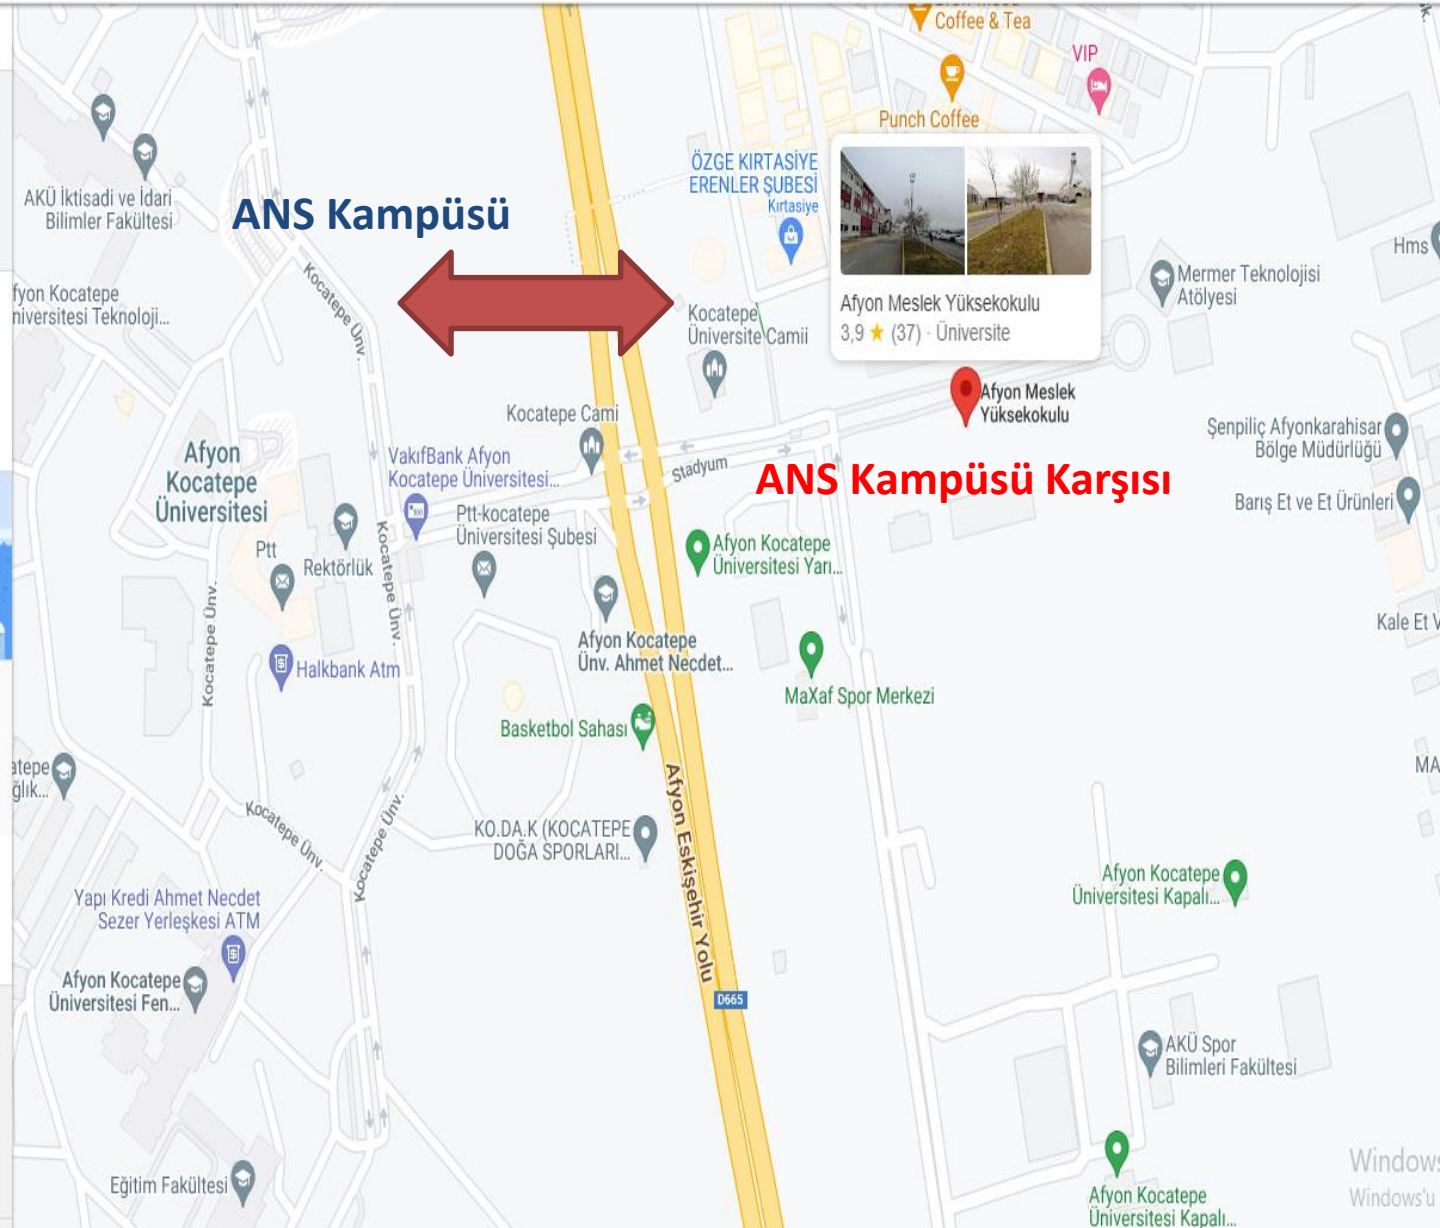 Coffee & Tea
VIP
Punch Coffee
ÖZGE KIRTASİYE
ERENLER ŞUBESİ
Kırtasiye
AKÜ İktisadi ve İdari
Bilimler Fakültesi
ANS Kampüsü
Hms
Mermer Teknolojisi
Atölyesi
fyon Kocatepe
niversitesi Teknoloji...
Kocatepe Ünv.
Kocatepe
Üniversite Camii
Afyon Meslek Yüksekokulu
3,9 ★ (37) · Üniversite
Afyon Meslek
Yüksekokulu
Kocatepe Cami
Şenpiliç Afyonkarahisar
Bölge Müdürlüğü
Afyon
Kocatepe
Üniversitesi
VakıfBank Afyon
Kocatepe Üniversitesi...
Stadyum
ANS Kampüsü Karşısı
Barış Et ve Et Ürünleri
Ptt-kocatepe
Üniversitesi Şubesi
Ptt
Rektörlük
Kocatepe Ünv.
Afyon Kocatepe
Üniversitesi Yarı...
Kocatepe Ünv.
Afyon Kocatepe
Ünv. Ahmet Necdet...
Kale Et V
Halkbank Atm
MaXaf Spor Merkezi
Basketbol Sahası
atepe
ğlık...
MA
Afyon Eskişehir Yolu
Kocatepe Ünv.
Kocatepe Ünv.
KO.DA.K (KOCATEPE
DOĞA SPORLARI...
Afyon Kocatepe
Üniversitesi Kapalı...
Yapı Kredi Ahmet Necdet
Sezer Yerleşkesi ATM
Afyon Kocatepe
Üniversitesi Fen...
D665
AKÜ Spor
Bilimleri Fakültesi
Eğitim Fakültesi
Afyon Kocatepe
Üniversitesi Kapalı...
Windows
Windows'u